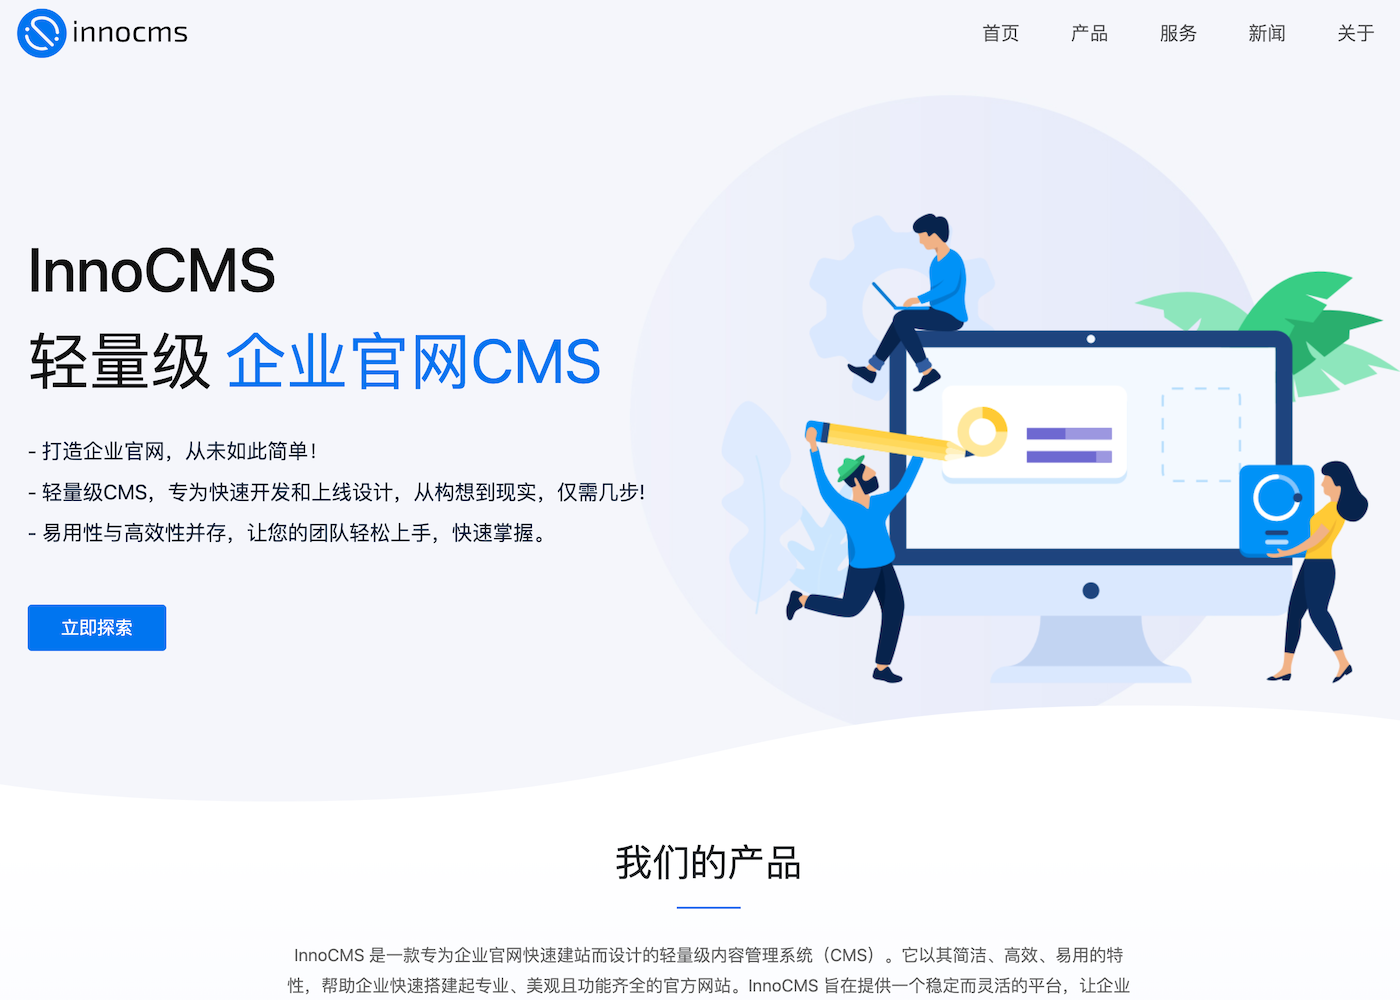 innocms
首页
产品
服务
新闻
关于
InnoCMS
轻量级 企业官网CMS
- 打造企业官网，从未如此简单！
- 轻量级CMS，专为快速开发和上线设计，从构想到现实，仅需几步!
- 易用性与高效性并存，让您的团队轻松上手，快速掌握。
立即探索
我们的产品
InnoCMS 是一款专为企业官网快速建站而设计的轻量级内容管理系统（CMS）。它以其简洁、高效、易用的特
性，帮助企业快速搭建起专业、美观且功能齐全的官方网站。InnoCMS 旨在提供一个稳定而灵活的平台，让企业